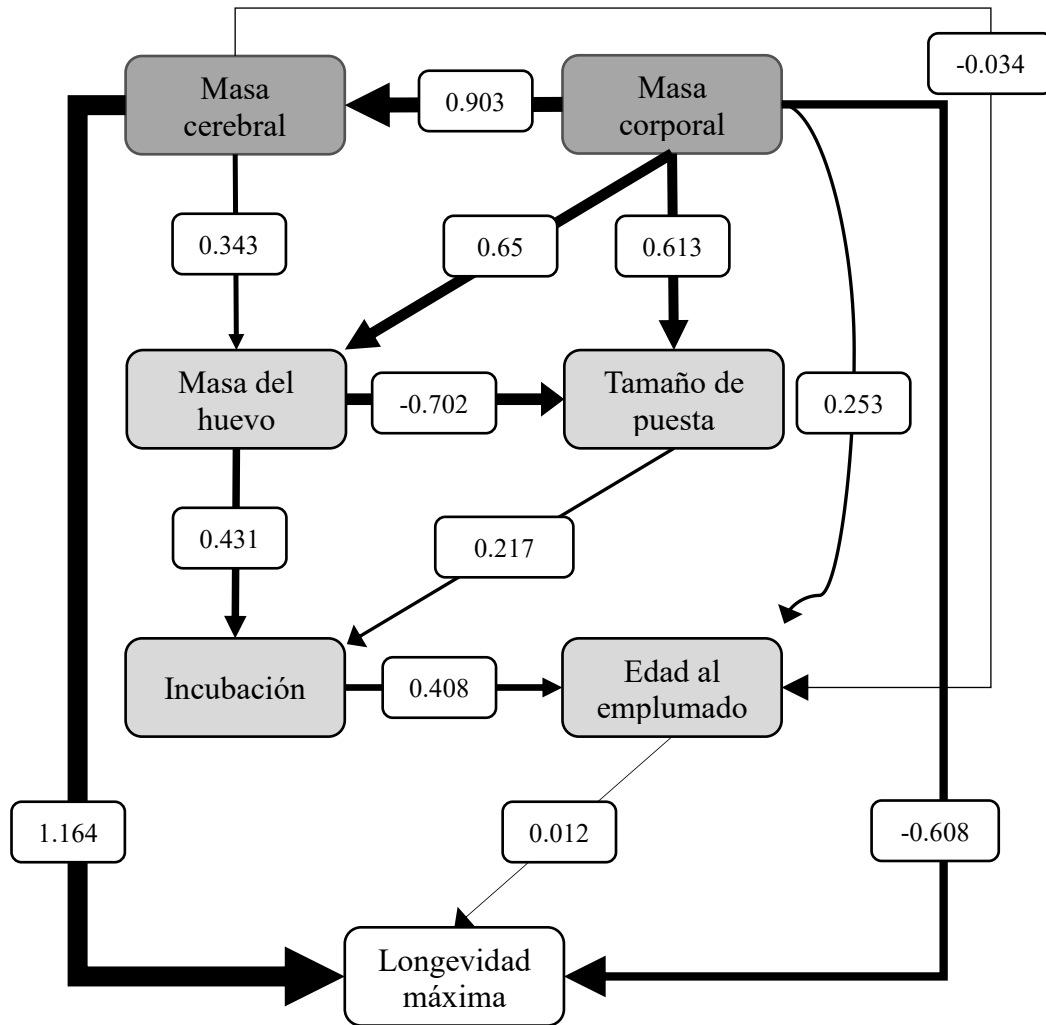 -0.034
Masa
cerebral
0.903
Masa
corporal
0.343
0.65
0.613
Masa del
huevo
-0.702
Tamaño de
puesta
0.253
0.431
0.217
Incubación
0.408
Edad al
emplumado
1.164
0.012
-0.608
Longevidad
máxima